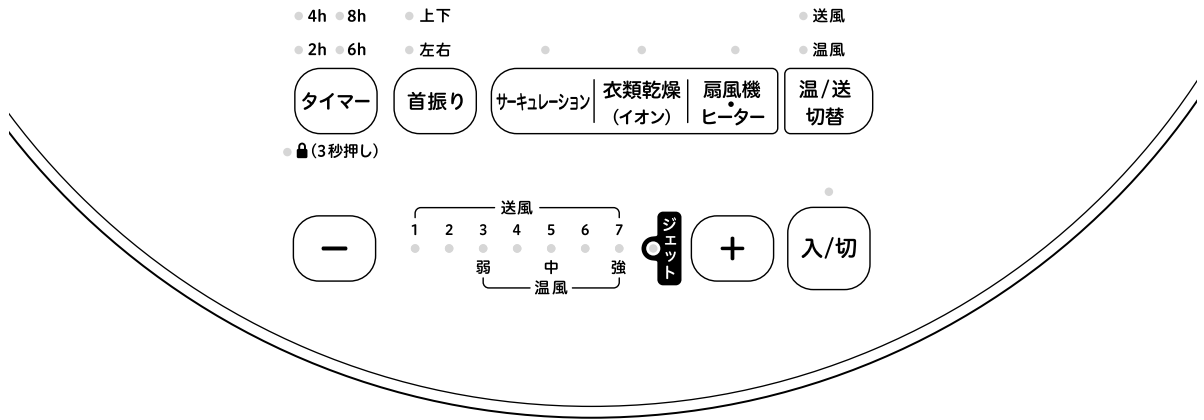 4h 8h 上下 送風
2h 6h 左右 温風
タイマー 首振り サーキュレーション 衣類乾燥 (イオン) 扇風機・ヒーター 温/送 切替
(3秒押し)
送風
1 2 3 4 5 6 7
ー ジェット + 入/切
弱 中 強
温風